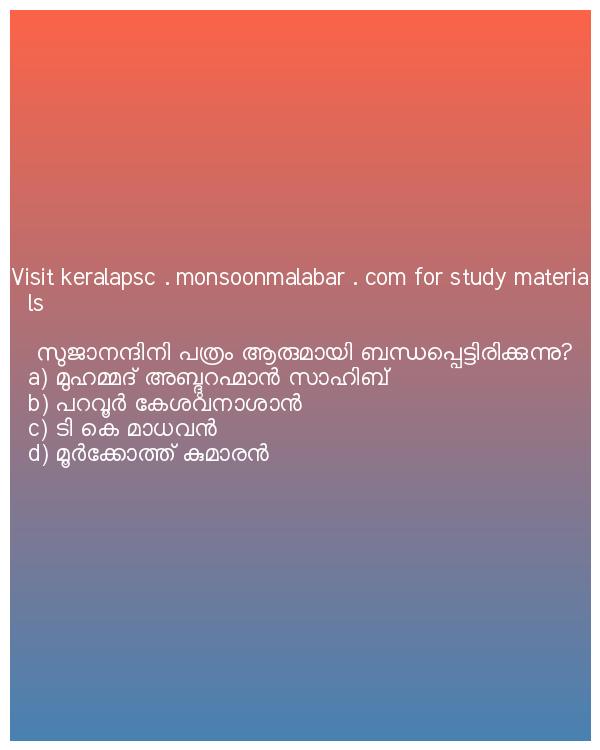 Visit keralapsc . monsoonmalabar . com for study materia
ls
സുജാനന്ദിനി പത്രം ആരുമായി ബന്ധപ്പെട്ടിരിക്കുന്നു?
a) മുഹമ്മദ് അബ്ദുറഹ്മാൻ സാഹിബ്
b) പറവൂർ കേശവനാശാൻ
c) ടി കെ മാധവൻ
d) മൂർക്കോത്ത് കുമാരൻ